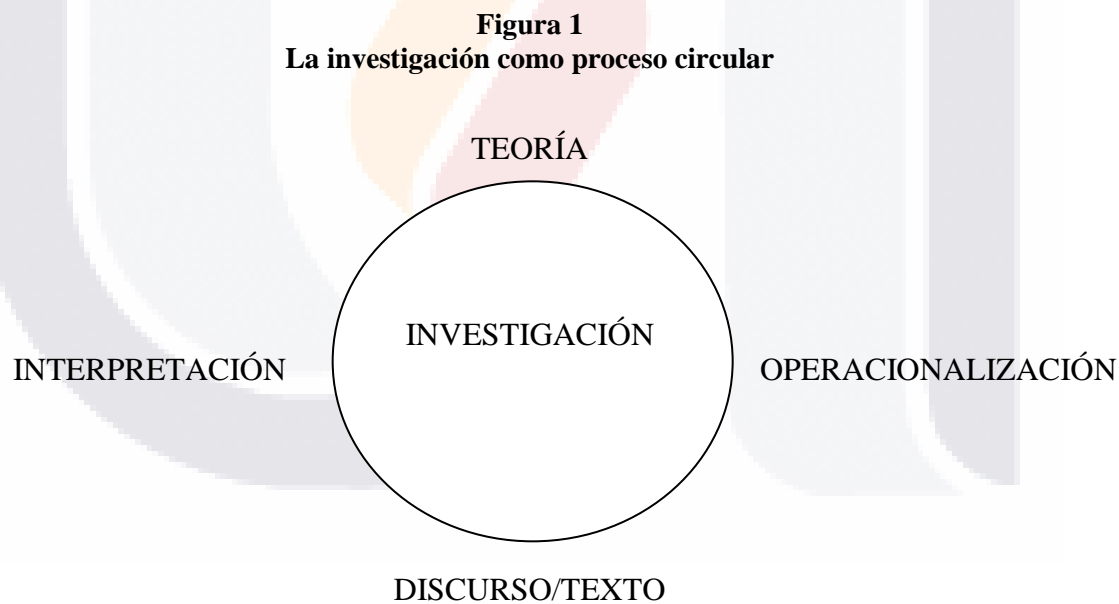 Figura 1
La investigación como proceso circular
TEORÍA
INVESTIGACIÓN
INTERPRETACIÓN
OPERACIONALIZACIÓN
DISCURSO/TEXTO